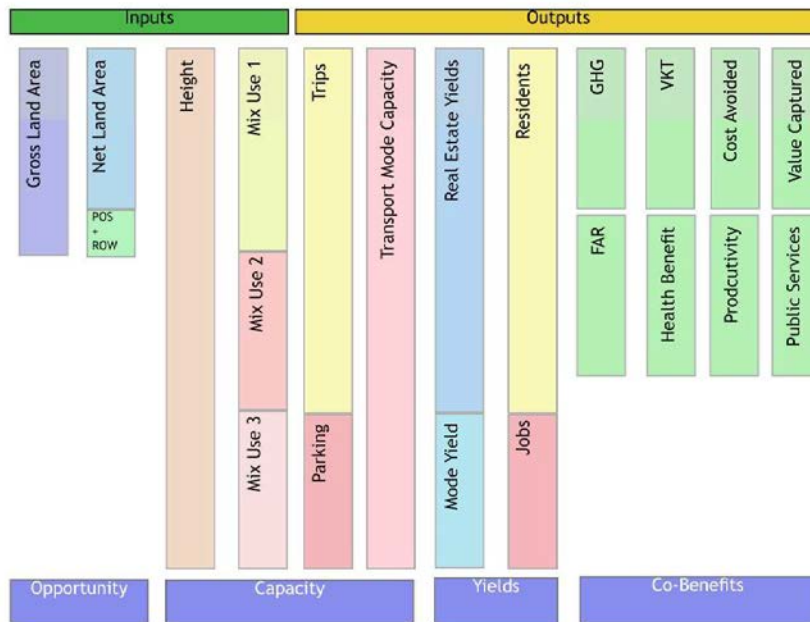 Inputs
Outputs
Gross Land Area
Net Land Area
POS
+
ROW
Height
Mix Use 1
Mix Use 2
Mix Use 3
Trips
Parking
Transport Mode Capacity
Real Estate Yields
Mode Yield
Residents
Jobs
GHG
VKT
Cost Avoided
Value Captured
FAR
Health Benefit
Prodcutivity
Public Services
Opportunity
Capacity
Yields
Co-Benefits